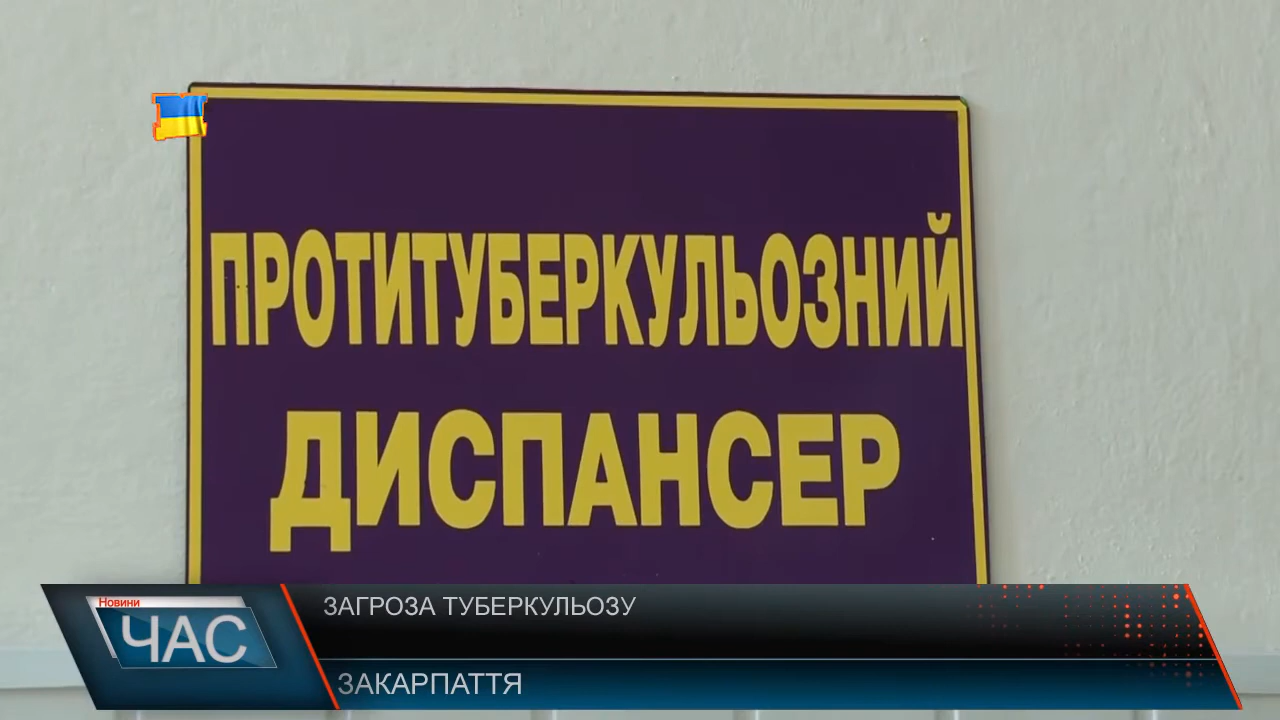 ПРОТИТУБЕРКУЛЬОЗНИЙ
ДИСПАНСЕР
Новини
ЧАС
ЗАГРОЗА ТУБЕРКУЛЬОЗУ
ЗАКАРПАТТЯ